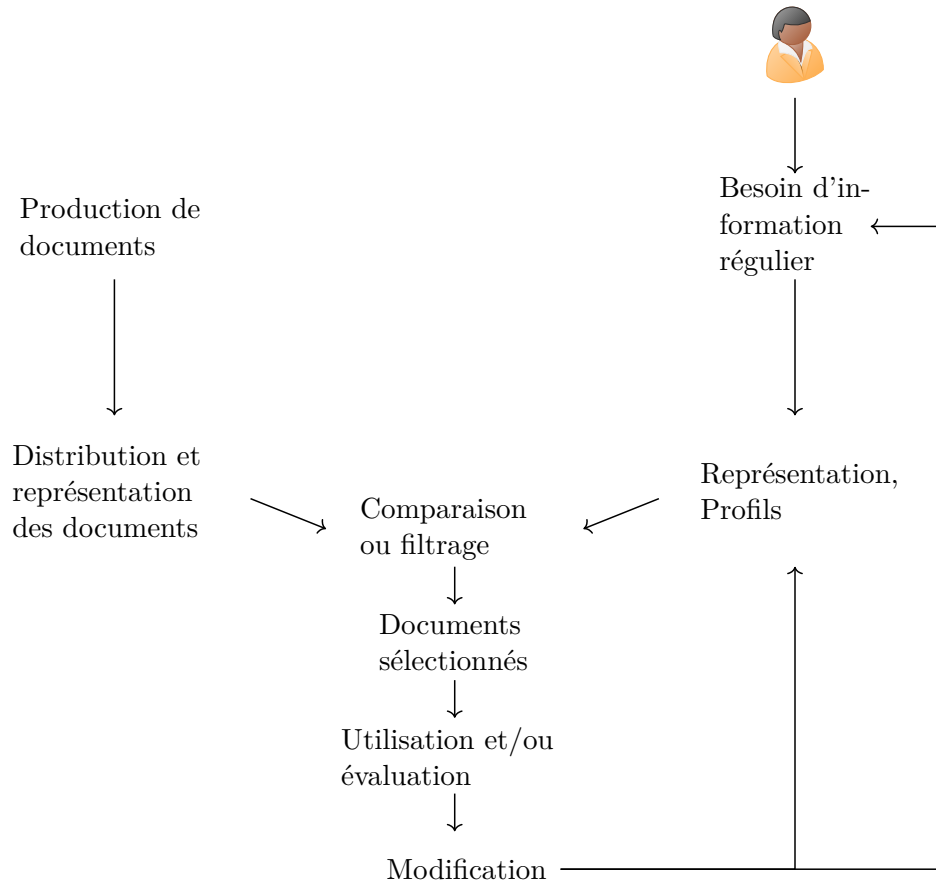 Besoin d'in-
formation
régulier
Production de
documents
Distribution et
représentation
des documents
Représentation,
Profils
Comparaison
ou filtrage
Documents
sélectionnés
Utilisation et/ou
évaluation
Modification